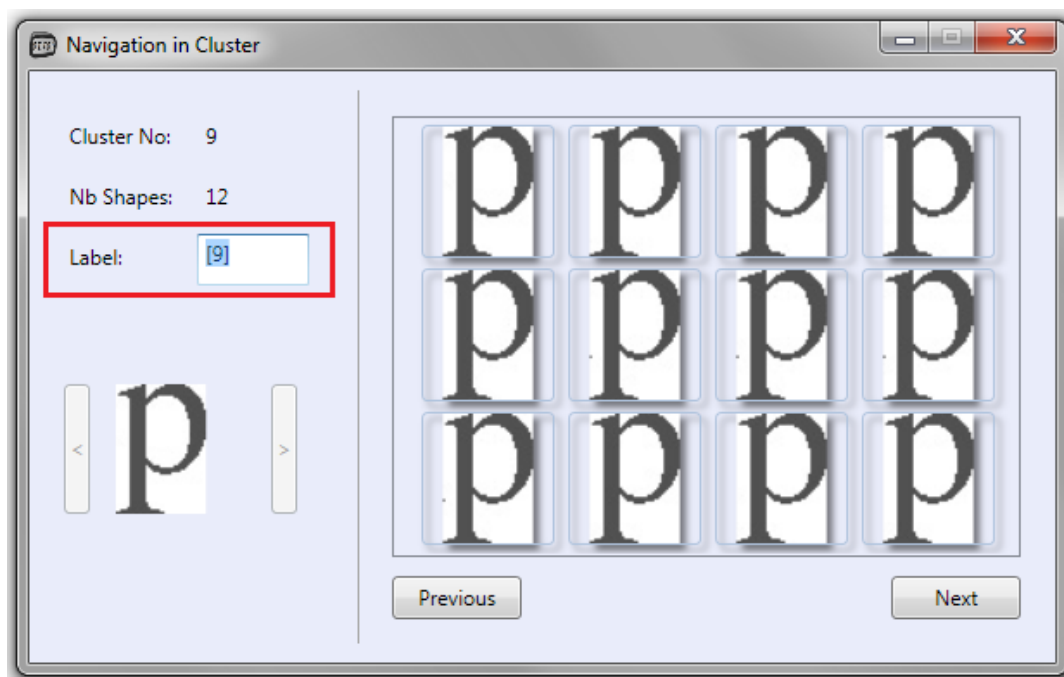 Navigation in Cluster
Cluster No: 9
Nb Shapes: 12
Label: [9]
< p >
p p p p
p p p p
p p p p
Previous Next